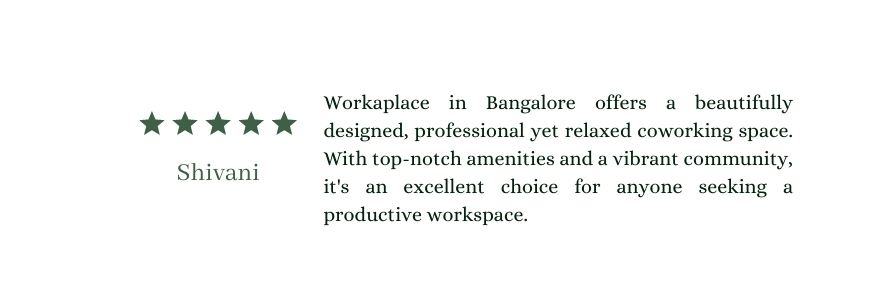 Shivani
Workaplace in Bangalore offers a beautifully
designed, professional yet relaxed coworking space.
With top-notch amenities and a vibrant community,
it's an excellent choice for anyone seeking a
productive workspace.